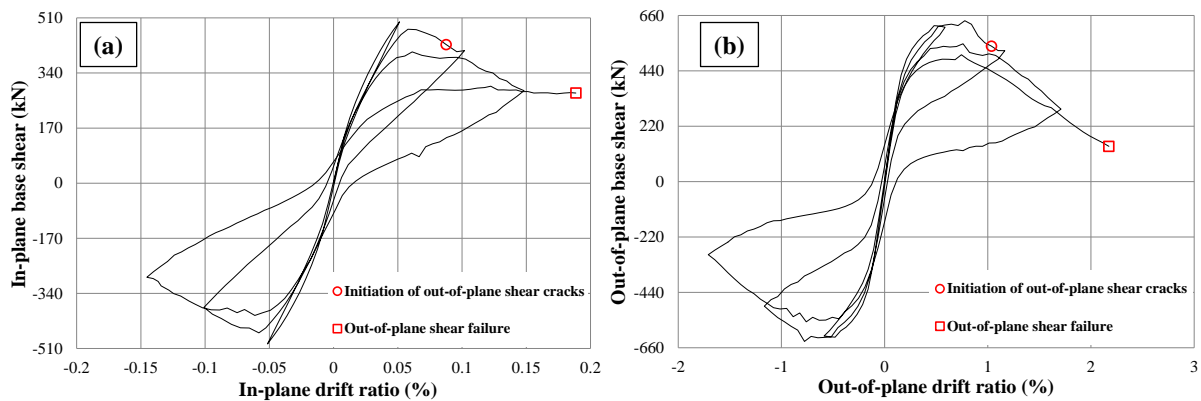 (a)
In-plane base shear (kN)
510
340
170
0
-170
-340
-510
-0.2
-0.15
-0.1
-0.05
0
0.05
0.1
0.15
0.2
In-plane drift ratio (%)
Initiation of out-of-plane shear cracks
Out-of-plane shear failure
(b)
Out-of-plane base shear (kN)
660
440
220
0
-220
-440
-660
-2
-1
0
1
2
3
Out-of-plane drift ratio (%)
Initiation of out-of-plane shear cracks
Out-of-plane shear failure